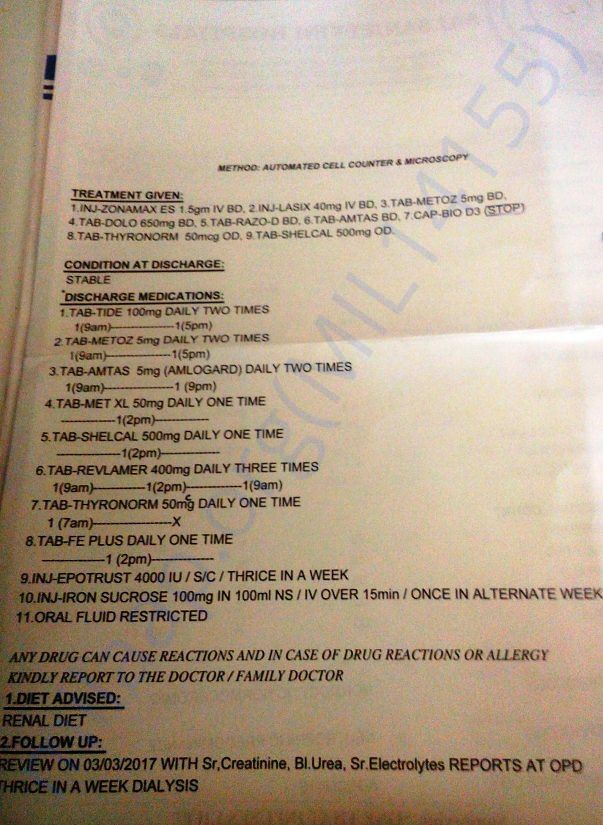 METHOD: AUTOMATED CELL COUNTER & MICROSCOPY
TREATMENT GIVEN:
1.INJ-ZONAMAX ES 1.5gm IV BD, 2.INJ-LASIX 40mg IV BD, 3.TAB-METOZ 5mg BD,
4.TAB-DOLO 650mg BD, 5.TAB-RAZO-D BD, 6.TAB-AMTAS BD, 7.CAP-BIO D3 (STOP)
8.TAB-THYRONORM 50mcg OD, 9.TAB-SHELCAL 500mg OD.
CONDITION AT DISCHARGE:
STABLE
*DISCHARGE MEDICATIONS:
1.TAB-TIDE 100mg DAILY TWO TIMES
1(9am)------------------1(5pm)
2.TAB-METOZ 5mg DAILY TWO TIMES
1(9am)------------------1(5pm)
3.TAB-AMTAS 5mg (AMLOGARD) DAILY TWO TIMES
1(9am)------------------1 (9pm)
4.TAB-MET XL 50mg DAILY ONE TIME
--------------1(2pm)--------------
5.TAB-SHELCAL 500mg DAILY ONE TIME
----------------1(2pm)---------------
6.TAB-REVLAMER 400mg DAILY THREE TIMES
1(9am)-------------1(2pm)--------------1(9am)
7.TAB-THYRONORM 50mcg DAILY ONE TIME
1 (7am)--------------------X
8.TAB-FE PLUS DAILY ONE TIME
----------------1 (2pm)---------------
9.INJ-EPOTRUST 4000 IU / S/C / THRICE IN A WEEK
10.INJ-IRON SUCROSE 100mg IN 100ml NS / IV OVER 15min / ONCE IN ALTERNATE WEEK
11.ORAL FLUID RESTRICTED
ANY DRUG CAN CAUSE REACTIONS AND IN CASE OF DRUG REACTIONS OR ALLERGY
KINDLY REPORT TO THE DOCTOR / FAMILY DOCTOR
1.DIET ADVISED:
RENAL DIET
2.FOLLOW UP:
REVIEW ON 03/03/2017 WITH Sr,Creatinine, Bl.Urea, Sr.Electrolytes REPORTS AT OPD
THRICE IN A WEEK DIALYSIS
(MIL14155)